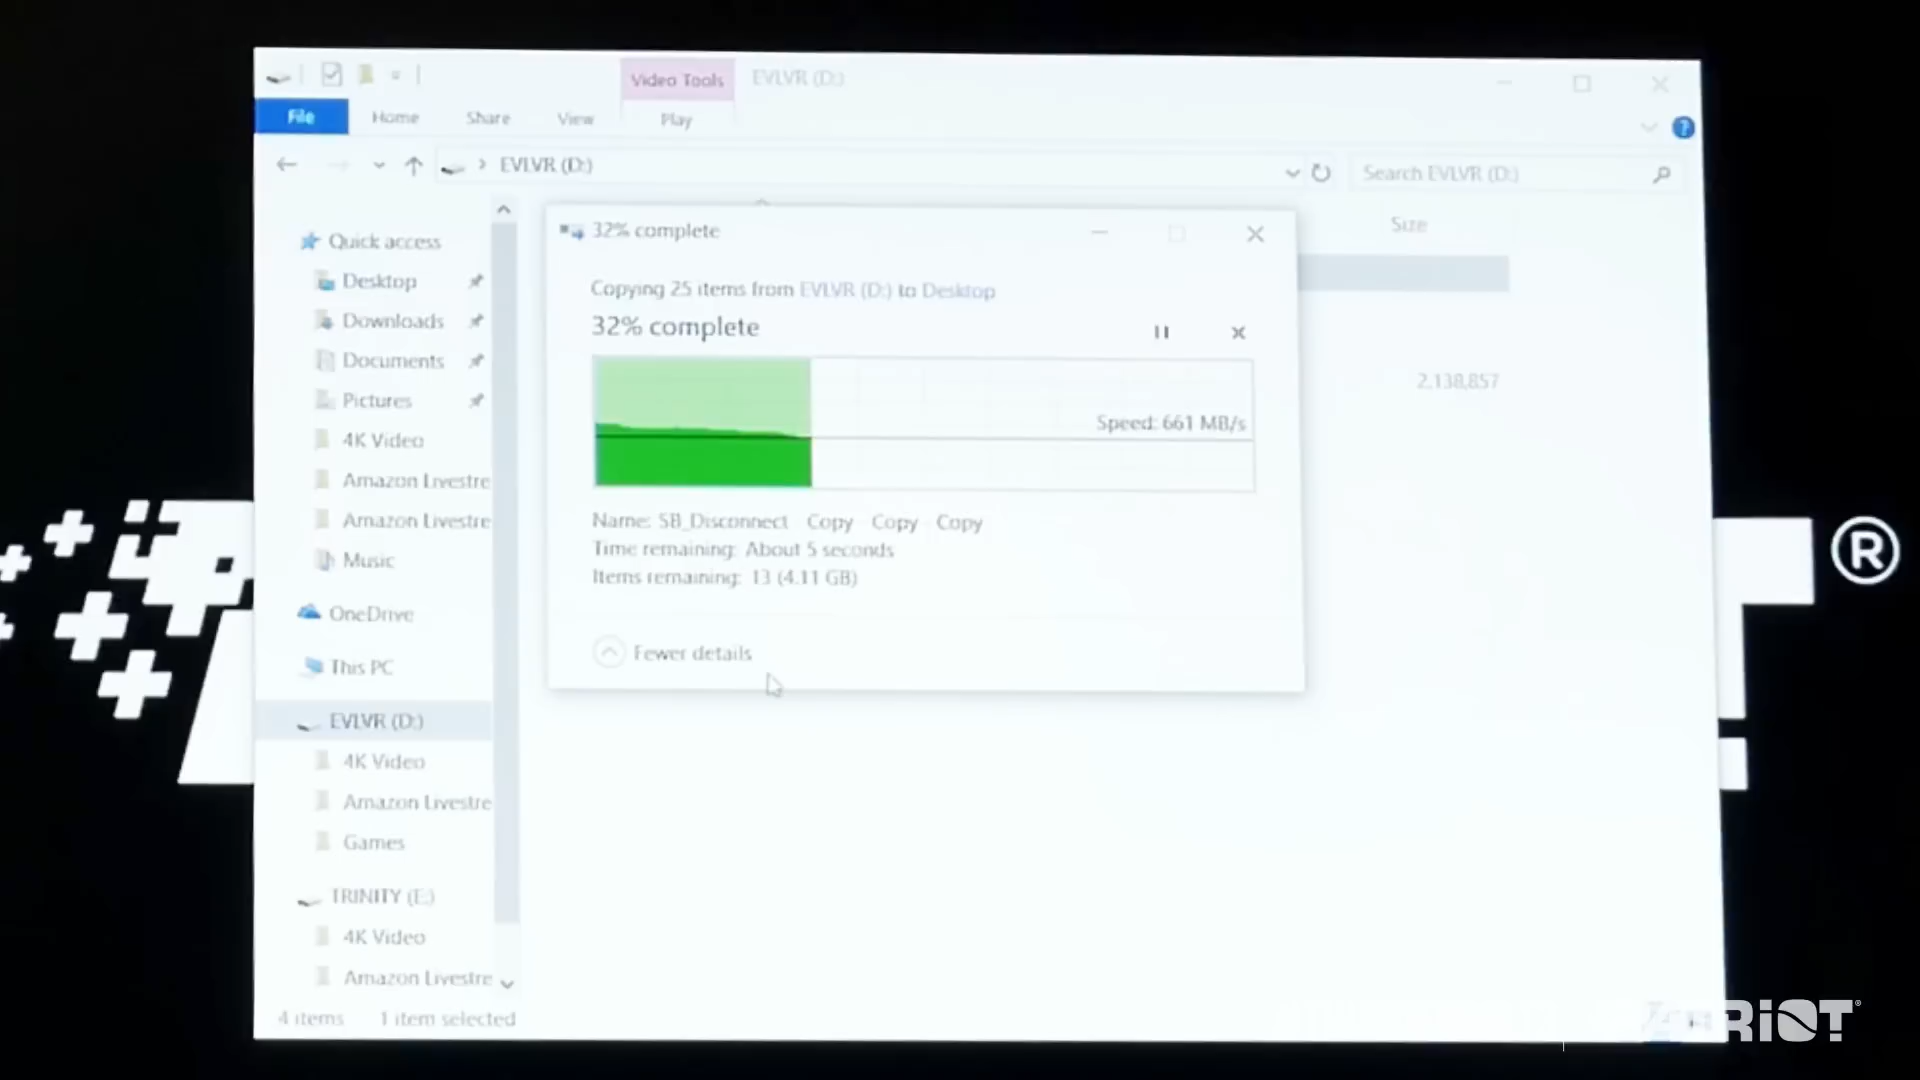 Video Tools EVLVR (D:)
File Home Share View Play
EVLVR (D:) Search EVLVR (D:)
Size
Quick access
Desktop
Downloads
Documents
Pictures
4K Video
Amazon Livestre
Amazon Livestre
Music
OneDrive
This PC
EVLVR (D:)
4K Video
Amazon Livestre
Games
TRINITY (E:)
4K Video
Amazon Livestre
4 items 1 item selected
32% complete
Copying 25 items from EVLVR (D:) to Desktop
32% complete
Speed: 661 MB/s
Name: SB_Disconnect Copy Copy Copy
Time remaining: About 5 seconds
Items remaining: 13 (4.11 GB)
Fewer details
2,138,857
®